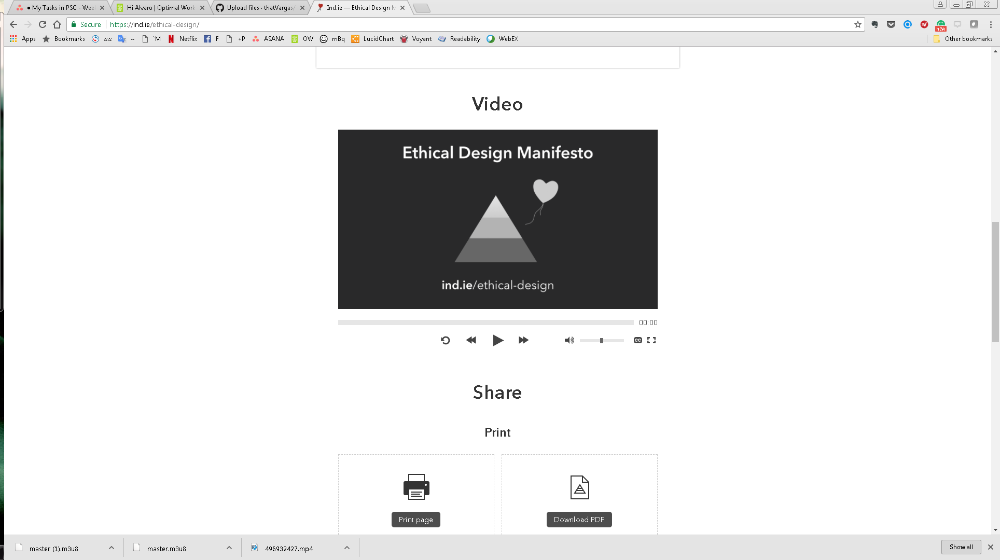 ● My Tasks in PSC - Wee
Hi Alvaro | Optimal Work
Upload files · thatVargas/
Ind.ie — Ethical Design M
Secure
https://ind.ie/ethical-design/
NEW
Apps
Bookmarks
≈≈
~
`M
Netflix
F
+P
ASANA
OW
mBq
LucidChart
Voyant
Readability
WebEX
Other bookmarks
Video
Ethical Design Manifesto
ind.ie/ethical-design
00:00
CC
Share
Print
Print page
Download PDF
master (1).m3u8
master.m3u8
496932427.mp4
Show all